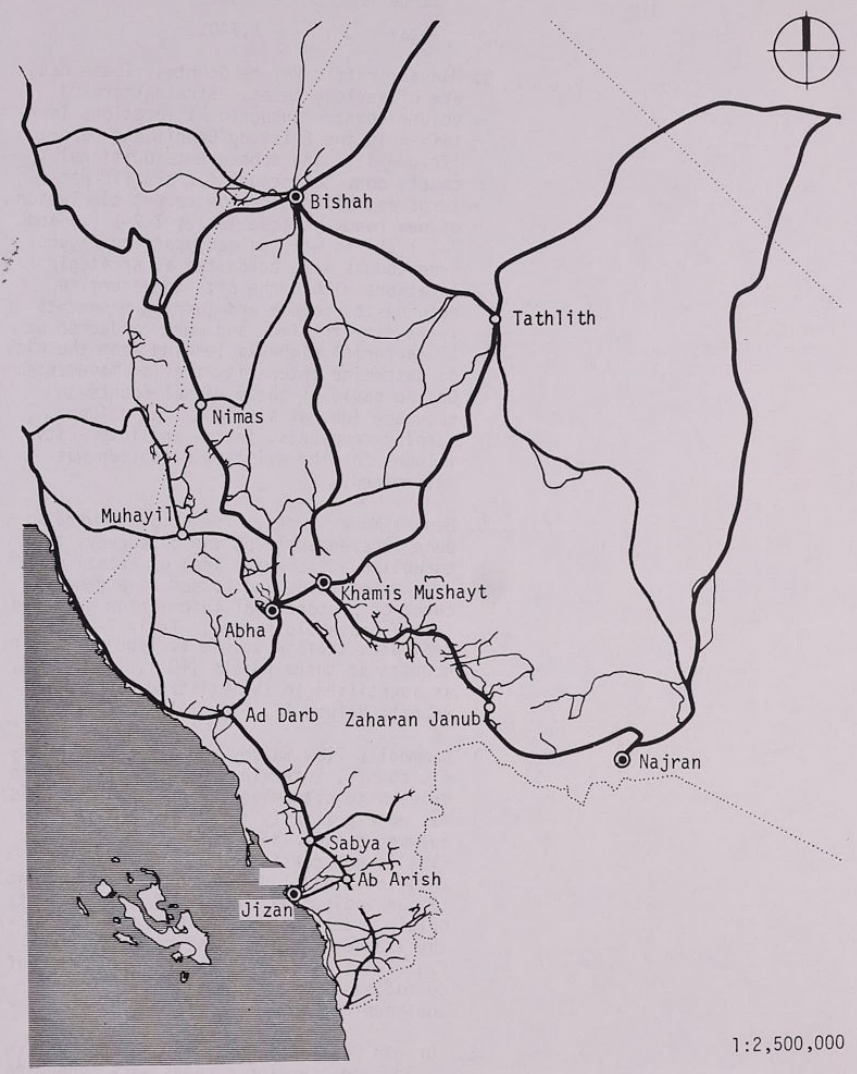 Bishah
Tathlith
Nimas
Muhayil
Khamis Mushayt
Abha
Ad Darb
Zaharan Janub
Najran
Sabya
Ab Arish
Jizan
1:2,500,000